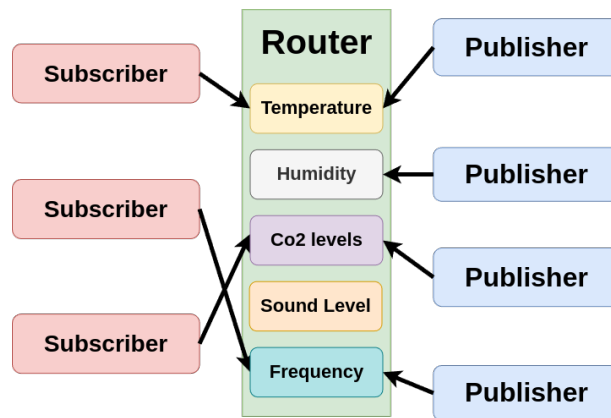 Router
Subscriber
Subscriber
Subscriber
Temperature
Humidity
Co2 levels
Sound Level
Frequency
Publisher
Publisher
Publisher
Publisher